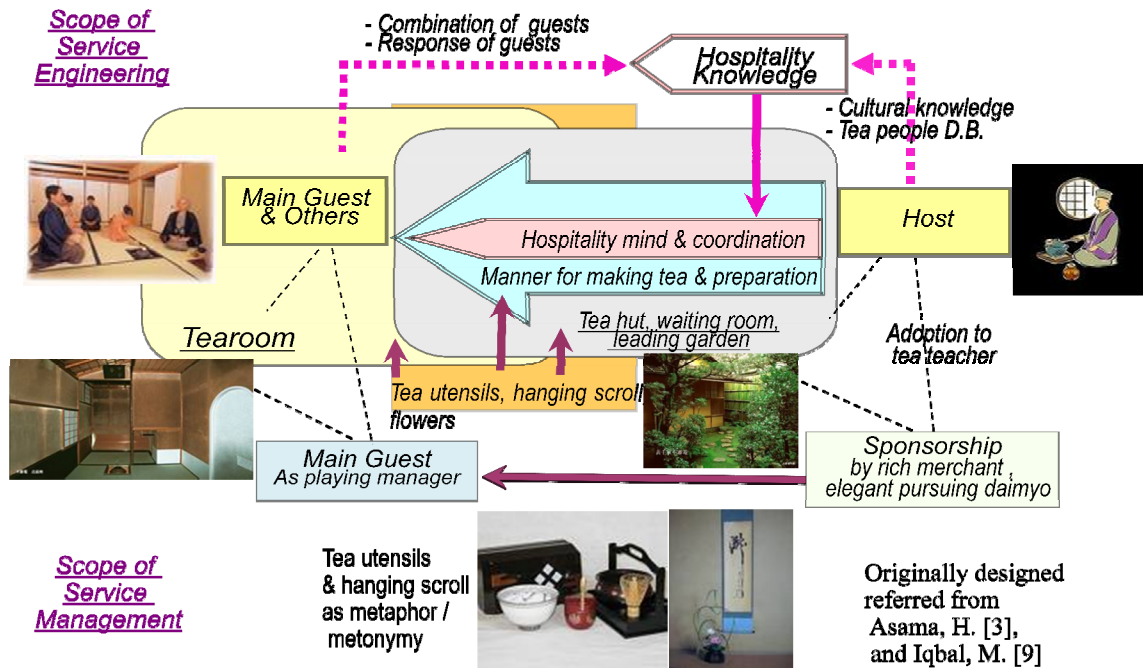 Scope of
Service
Engineering
- Combination of guests
- Response of guests
Hospitality
Knowledge
- Cultural knowledge
- Tea people D.B.
Main Guest
& Others
Host
Hospitality mind & coordination
Manner for making tea & preparation
Tearoom
Tea hut, waiting room,
leading garden
Adoption to
tea teacher
Tea utensils, hanging scroll
flowers
Main Guest
As playing manager
Sponsorship
by rich merchant ,
elegant pursuing daimyo
Scope of
Service
Management
Tea utensils
& hanging scroll
as metaphor /
metonymy
Originally designed
referred from
Asama, H. [3],
and Iqbal, M. [9]